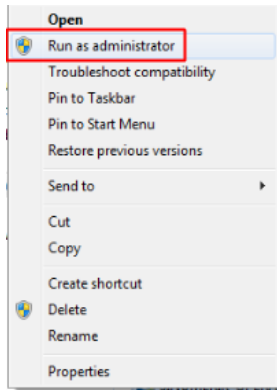 Open
Run as administrator
Troubleshoot compatibility
Pin to Taskbar
Pin to Start Menu
Restore previous versions
Send to
Cut
Copy
Create shortcut
Delete
Rename
Properties